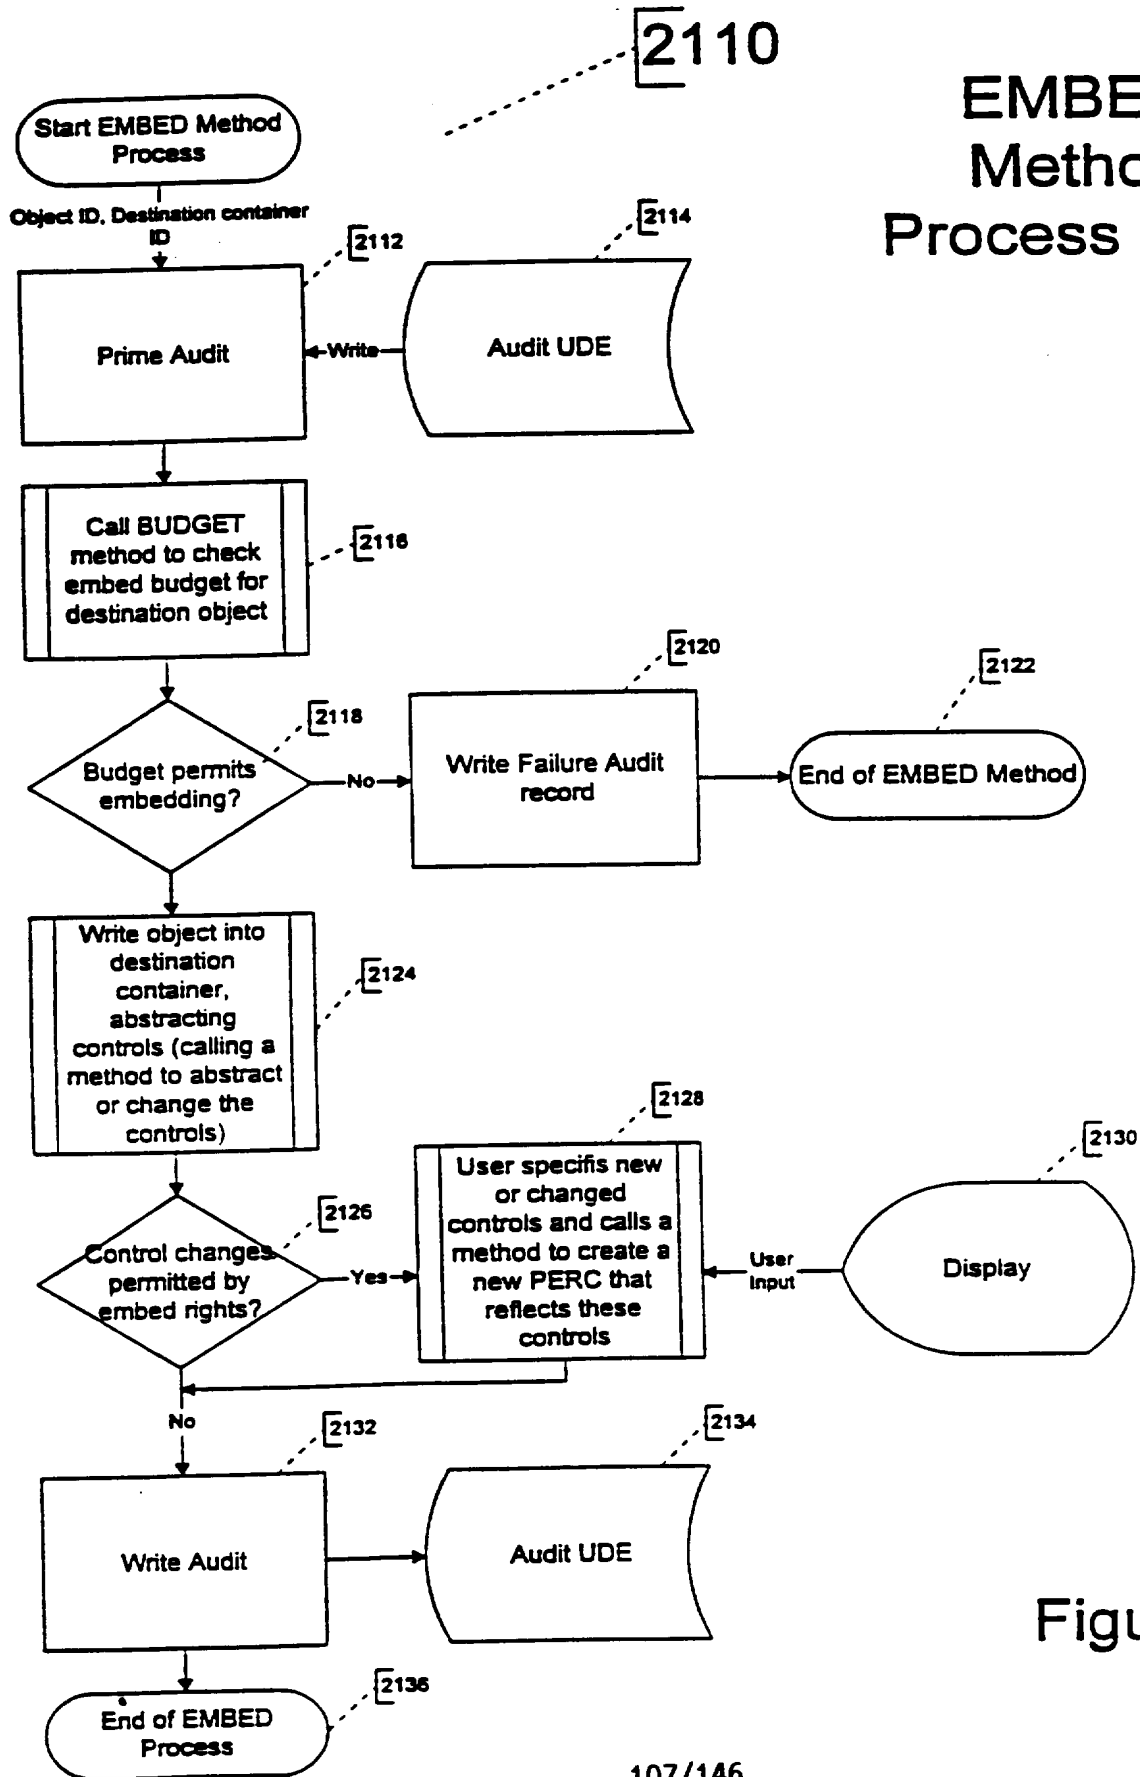 2110
EMBE
Metho
Process
Start EMBED Method
Process
Object ID, Destination container
ID
2112
2114
Prime Audit
Write
Audit UDE
Call BUDGET
method to check
embed budget for
destination object
2116
2118
Budget permits
embedding?
No
2120
Write Failure Audit
record
2122
End of EMBED Method
Write object into
destination
container,
abstracting
controls (calling a
method to abstract
or change the
controls)
2124
2126
Control changes
permitted by
embed rights?
Yes
2128
User specifis new
or changed
controls and calls a
method to create a
new PERC that
reflects these
controls
User
Input
2130
Display
No
2132
Write Audit
2134
Audit UDE
Figu
2136
End of EMBED
Process
107/146